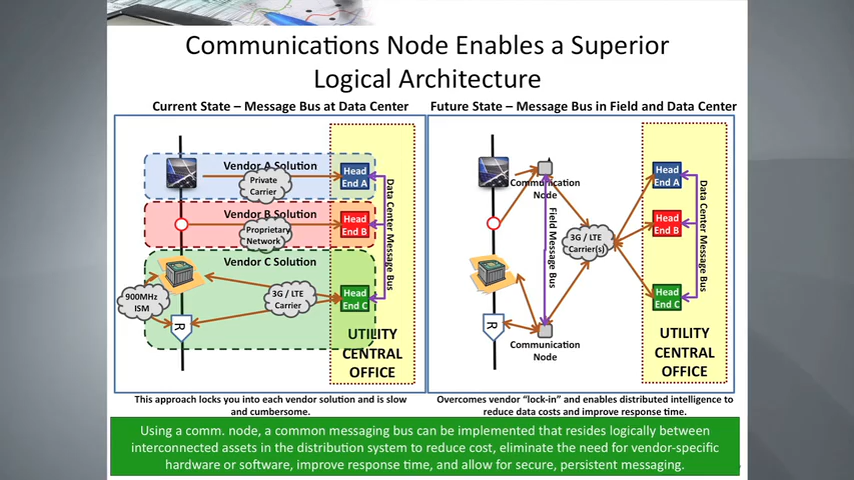 Communications Node Enables a Superior
Logical Architecture
Current State – Message Bus at Data Center
Vendor A Solution
Private
Carrier
Head
End A
Vendor B Solution
Proprietary
Network
Head
End B
Vendor C Solution
900MHz
ISM
3G / LTE
Carrier
Head
End C
R
Data Center Message Bus
UTILITY
CENTRAL
OFFICE
This approach locks you into each vendor solution and is slow
and cumbersome.
Future State – Message Bus in Field and Data Center
Communication
Node
Field Message Bus
3G / LTE
Carrier(s)
R
Communication
Node
Head
End A
Head
End B
Head
End C
Data Center Message Bus
UTILITY
CENTRAL
OFFICE
Overcomes vendor “lock-in” and enables distributed intelligence to
reduce data costs and improve response time.
Using a comm. node, a common messaging bus can be implemented that resides logically between
interconnected assets in the distribution system to reduce cost, eliminate the need for vendor-specific
hardware or software, improve response time, and allow for secure, persistent messaging.